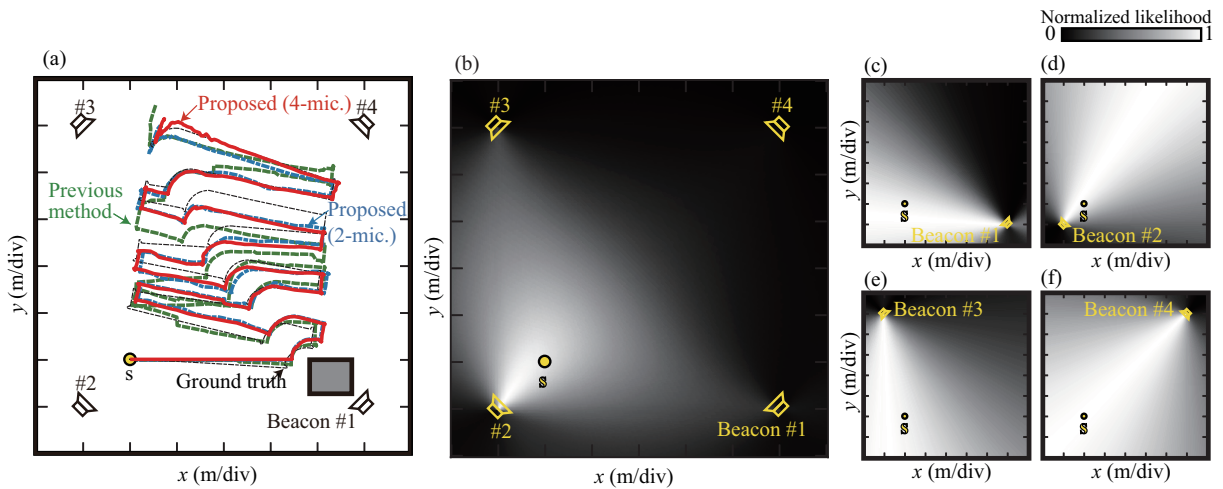 Normalized likelihood
0
1
(a)
#3
#4
Proposed (4-mic.)
Previous
method
Proposed
(2-mic.)
s
Ground truth
#2
Beacon #1
y (m/div)
x (m/div)
(b)
#3
#4
s
#2
Beacon #1
y (m/div)
x (m/div)
(c)
s
Beacon #1
y (m/div)
x (m/div)
(d)
s
Beacon #2
x (m/div)
(e)
Beacon #3
s
y (m/div)
x (m/div)
(f)
Beacon #4
s
x (m/div)